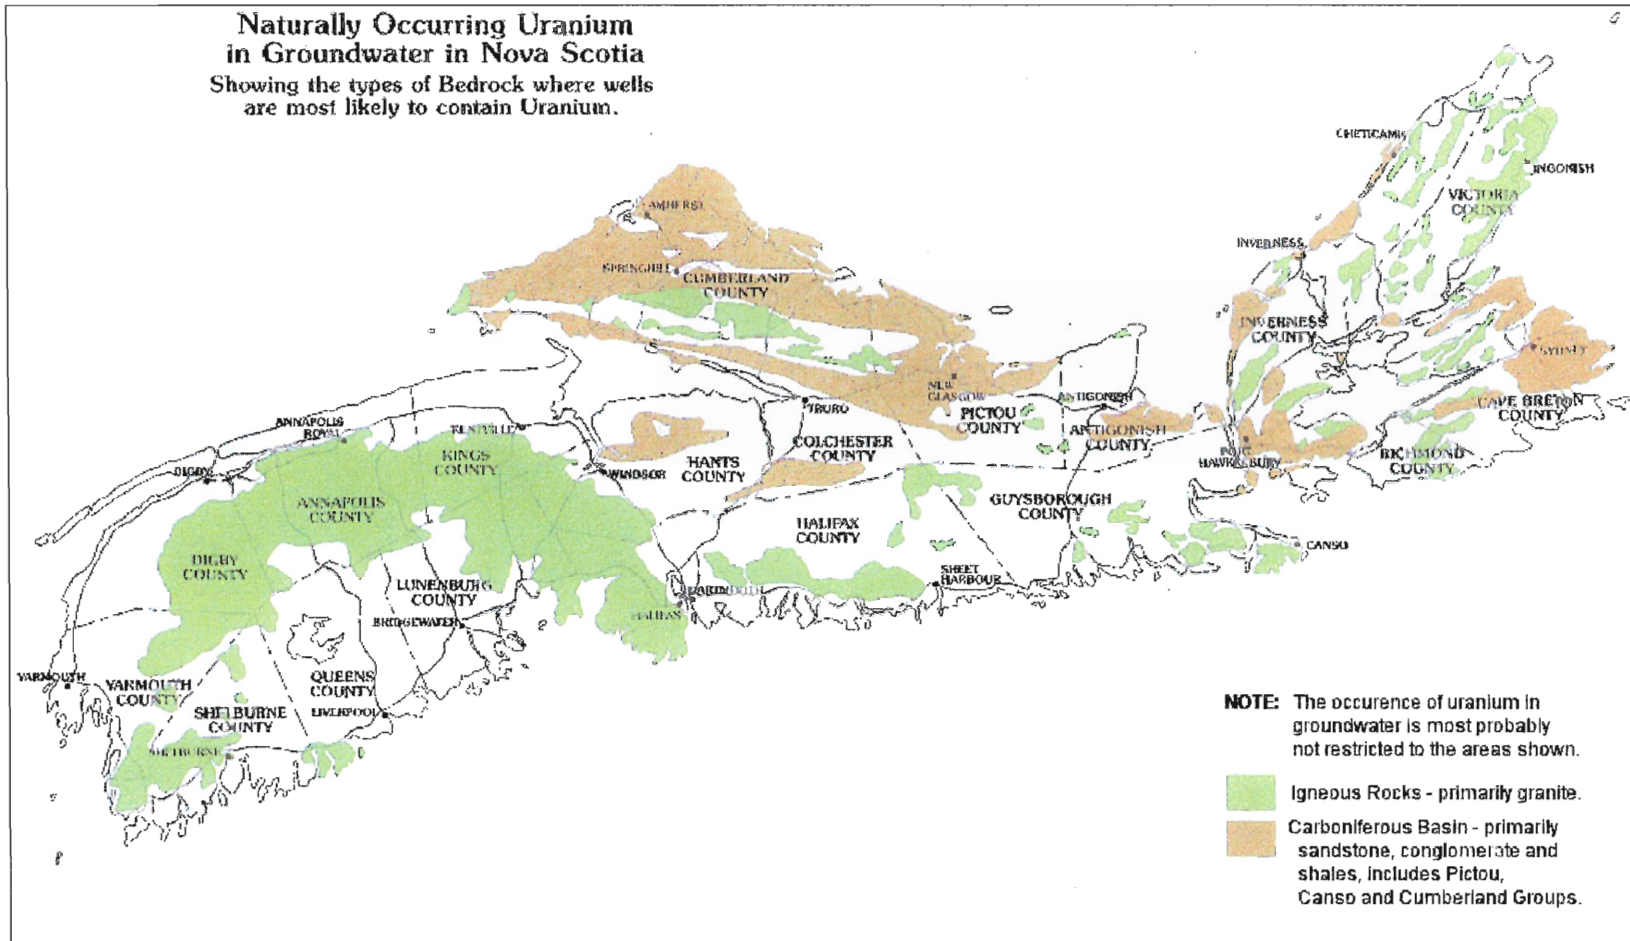 Naturally Occurring Uranium
in Groundwater in Nova Scotia
Showing the types of Bedrock where wells
are most likely to contain Uranium.
CHETICAMP
INGONISH
VICTORIA
COUNTY
AMHERST
INVERNESS
SPRINGHILL
CUMBERLAND
COUNTY
INVERNESS
COUNTY
SYDNEY
NEW
GLASGOW
ANTIGONISH
CAPE BRETON
COUNTY
TRURO
PICTOU
COUNTY
ANNAPOLIS
ROYAL
KENTVILLE
ANTIGONISH
COUNTY
COLCHESTER
COUNTY
KINGS
COUNTY
HANTS
COUNTY
PORT
HAWKESBURY
RICHMOND
COUNTY
DIGBY
WINDSOR
ANNAPOLIS
COUNTY
GUYSBOROUGH
COUNTY
HALIFAX
COUNTY
CANSO
DIGBY
COUNTY
SHEET
HARBOUR
LUNENBURG
COUNTY
DARTMOUTH
HALIFAX
BRIDGEWATER
YARMOUTH
YARMOUTH
COUNTY
QUEENS
COUNTY
SHELBURNE
COUNTY
LIVERPOOL
SHELBURNE
NOTE: The occurence of uranium in
groundwater is most probably
not restricted to the areas shown.
Igneous Rocks - primarily granite.
Carboniferous Basin - primarily
sandstone, conglomerate and
shales, includes Pictou,
Canso and Cumberland Groups.